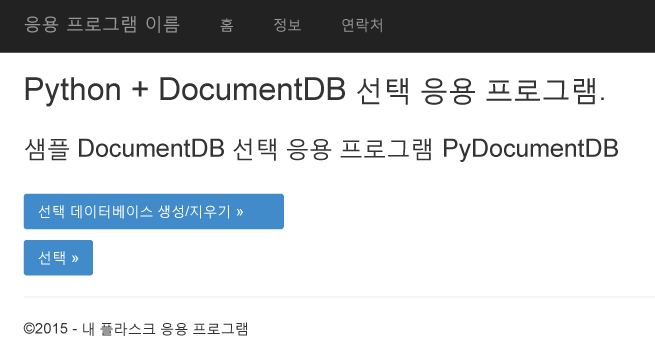 응용 프로그램 이름 홈 정보 연락처
Python + DocumentDB 선택 응용 프로그램.
샘플 DocumentDB 선택 응용 프로그램 PyDocumentDB
선택 데이터베이스 생성/지우기 »
선택 »
©2015 - 내 플라스크 응용 프로그램